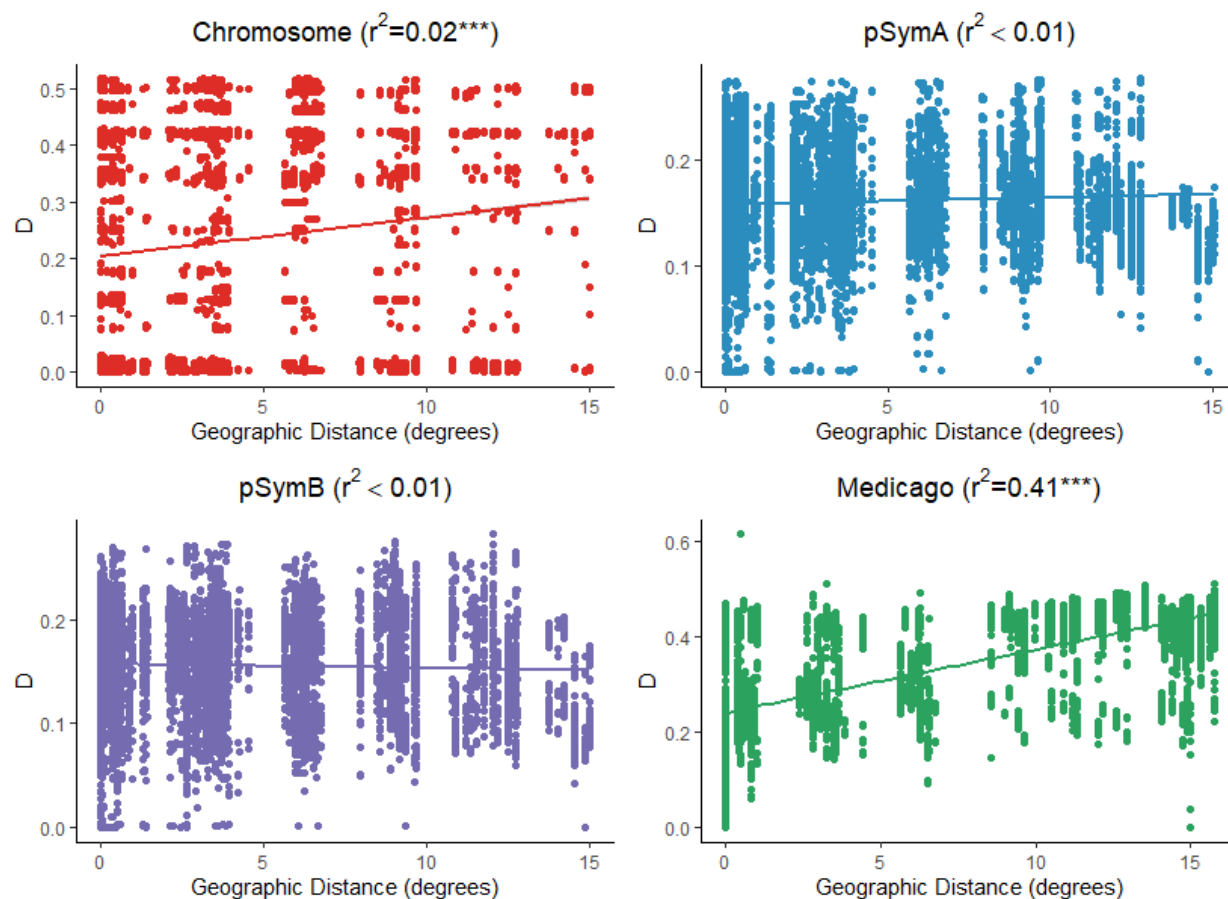 Chromosome (r²=0.02***)
0.5
0.4
0.3
0.2
0.1
0.0
D
0
5
10
15
Geographic Distance (degrees)
pSymA (r² < 0.01)
0.2
0.1
0.0
D
0
5
10
15
Geographic Distance (degrees)
pSymB (r² < 0.01)
0.2
0.1
0.0
D
0
5
10
15
Geographic Distance (degrees)
Medicago (r²=0.41***)
0.6
0.4
0.2
0.0
D
0
5
10
15
Geographic Distance (degrees)